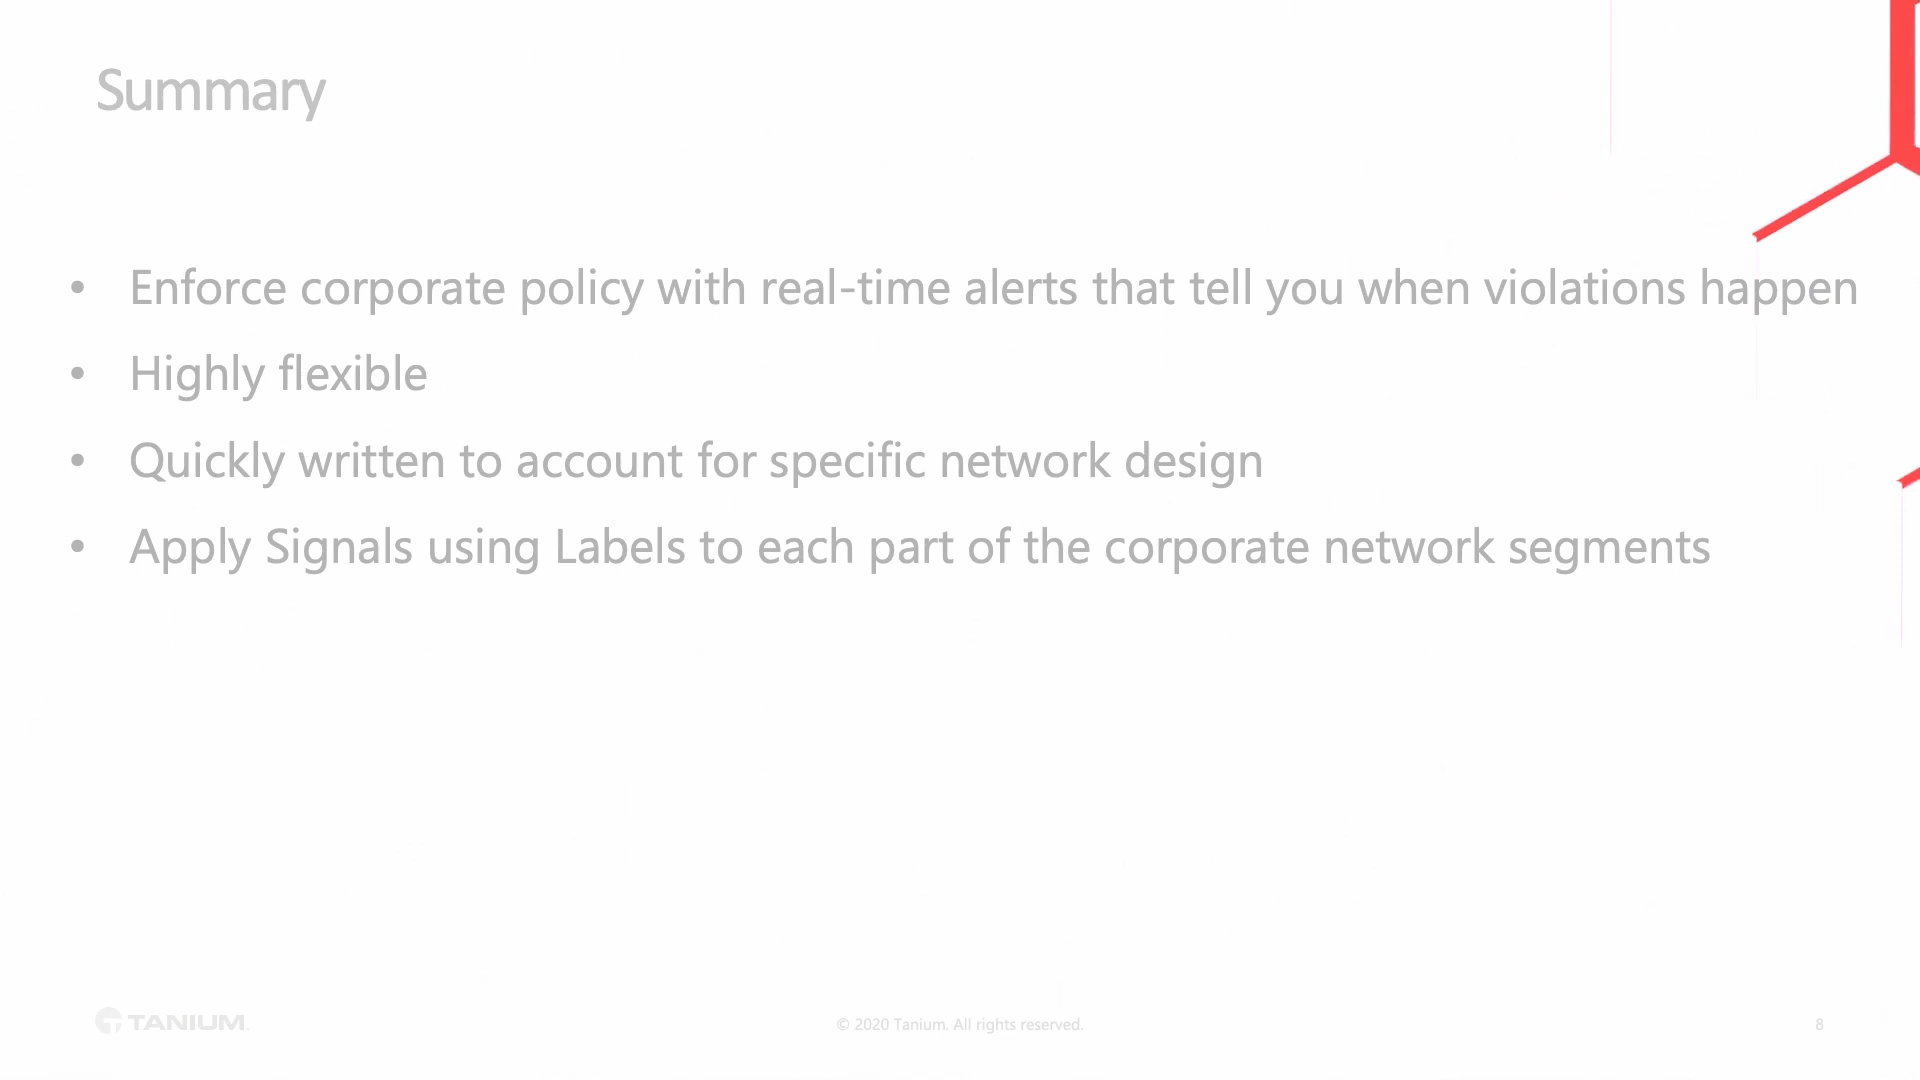 Summary
• Enforce corporate policy with real-time alerts that tell you when violations happen
• Highly flexible
• Quickly written to account for specific network design
• Apply Signals using Labels to each part of the corporate network segments
TANIUM
© 2020 Tanium. All rights reserved.
8